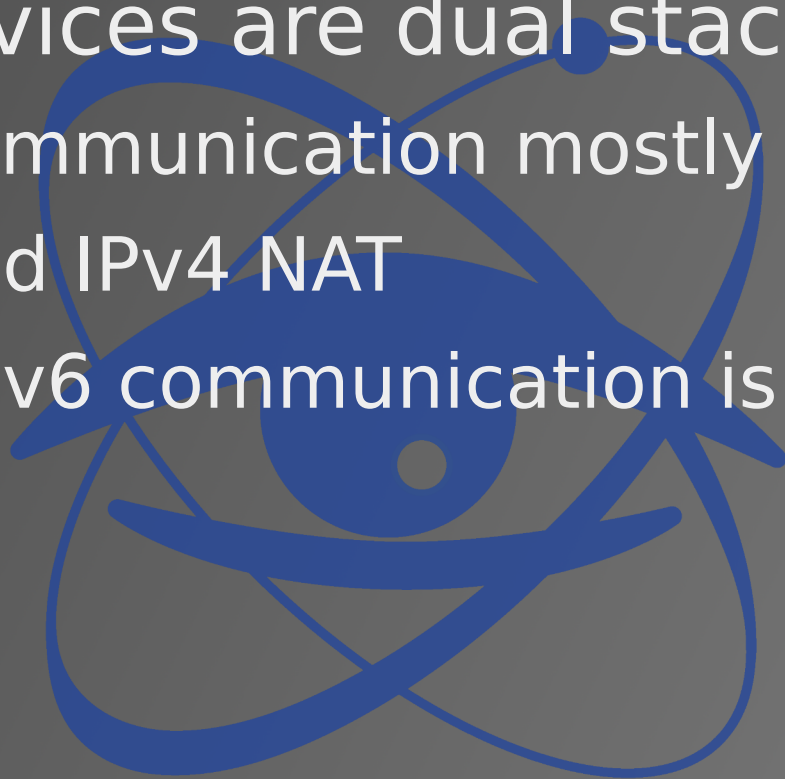 vices are dual stac
mmunication mostly
d IPv4 NAT
v6 communication is